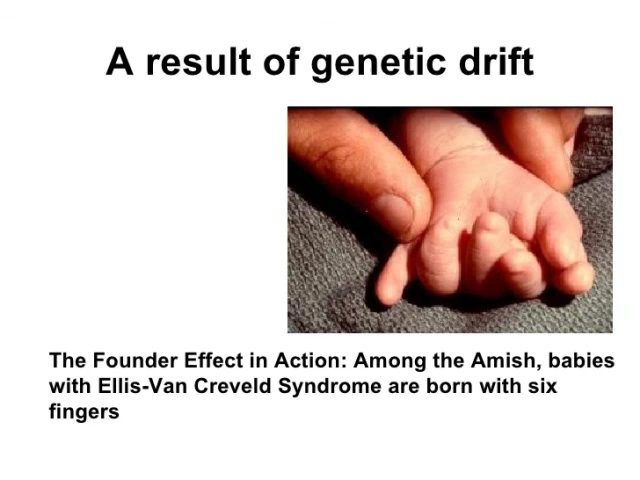 A result of genetic drift
The Founder Effect in Action: Among the Amish, babies
with Ellis-Van Creveld Syndrome are born with six
fingers